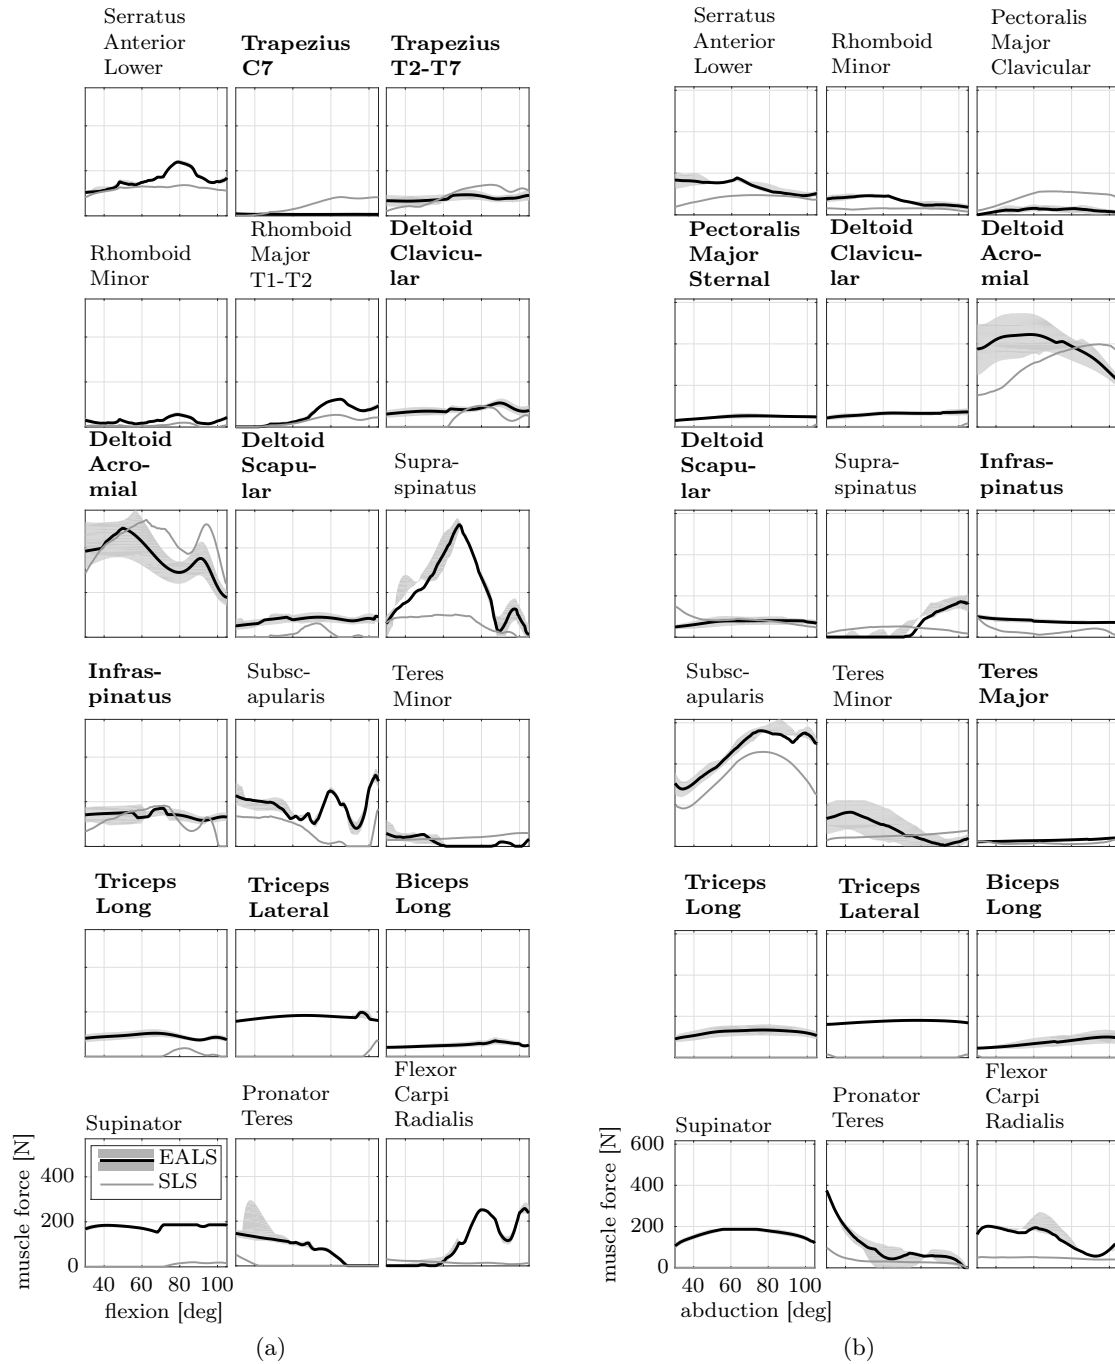 Serratus
Anterior
Lower
Trapezius
C7
Trapezius
T2-T7
Rhomboid
Minor
Rhomboid
Major
T1-T2
Deltoid
Clavicu-
lar
Deltoid
Acro-
mial
Deltoid
Scapu-
lar
Supra-
spinatus
Infras-
pinatus
Subsc-
apularis
Teres
Minor
Triceps
Long
Triceps
Lateral
Biceps
Long
Supinator
Pronator
Teres
Flexor
Carpi
Radialis
EALS
SLS
muscle force [N]
400
200
0
40 60 80 100
flexion [deg]
(a)
Serratus
Anterior
Lower
Rhomboid
Minor
Pectoralis
Major
Clavicular
Pectoralis
Major
Sternal
Deltoid
Clavicu-
lar
Deltoid
Acro-
mial
Deltoid
Scapu-
lar
Supra-
spinatus
Infras-
pinatus
Subsc-
apularis
Teres
Minor
Teres
Major
Triceps
Long
Triceps
Lateral
Biceps
Long
Supinator
Pronator
Teres
Flexor
Carpi
Radialis
muscle force [N]
600
400
200
0
40 60 80 100
abduction [deg]
(b)